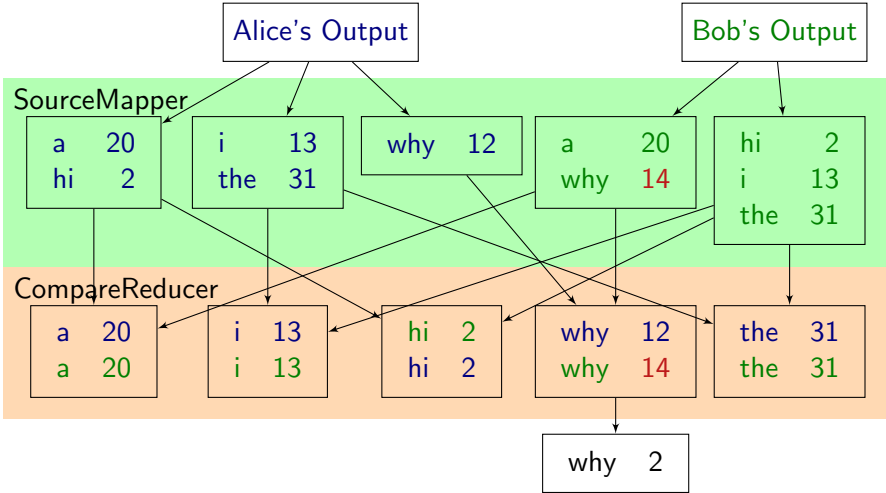 Alice's Output
Bob's Output
SourceMapper
a 20
hi 2
i 13
the 31
why 12
a 20
why 14
hi 2
i 13
the 31
CompareReducer
a 20
a 20
i 13
i 13
hi 2
hi 2
why 12
why 14
the 31
the 31
why 2